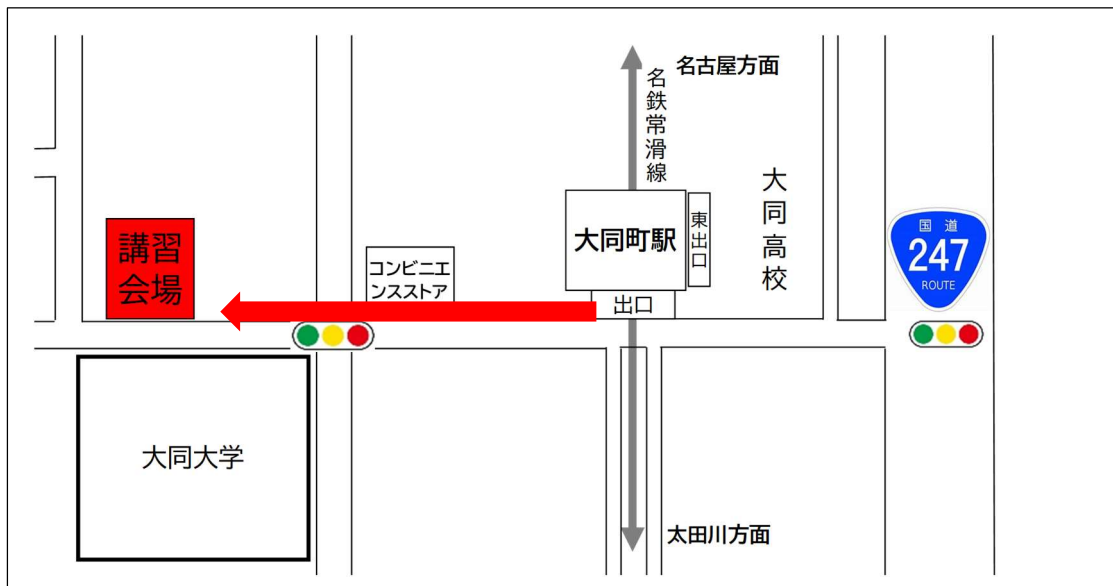 名古屋方面
名鉄常滑線
大同高校
大同町駅
東出口
国道
247
ROUTE
講習
会場
コンビニエ
ンスストア
出口
大同大学
太田川方面